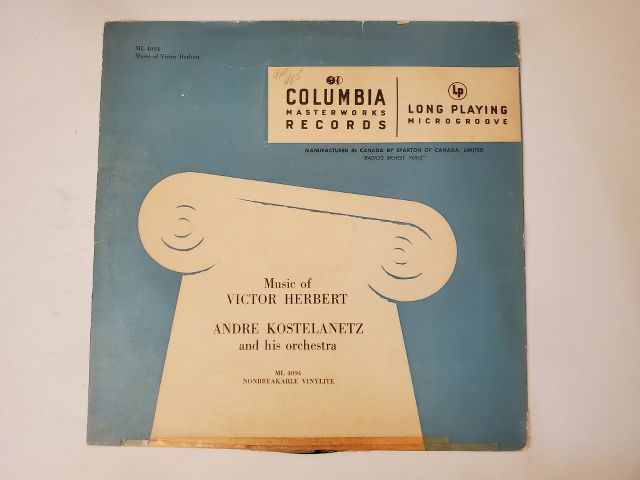 ML 4094
Music of Victor Herbert
COLUMBIA
MASTERWORKS
RECORDS
LP
LONG PLAYING
MICROGROOVE
MANUFACTURED IN CANADA BY SPARTON OF CANADA, LIMITED
"RADIO'S RICHEST VOICE"
Music of
VICTOR HERBERT
ANDRE KOSTELANETZ
and his orchestra
ML 4094
NONBREAKABLE VINYLITE